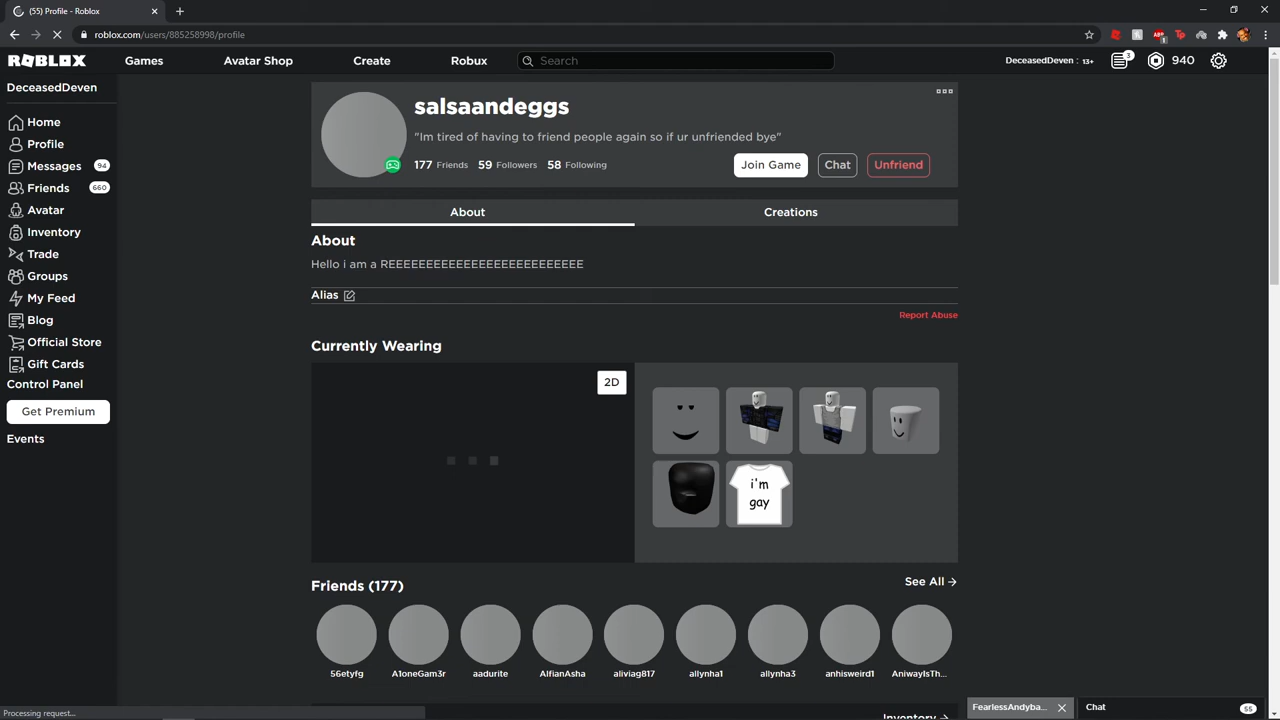 (55) Profile - Roblox
roblox.com/users/885258998/profile
ROBLOX Games Avatar Shop Create Robux Search DeceasedDeven : 13+ 3 940
DeceasedDeven
Home
Profile
Messages 94
Friends 660
Avatar
Inventory
Trade
Groups
My Feed
Blog
Official Store
Gift Cards
Control Panel
Get Premium
Events
salsaandeggs
"Im tired of having to friend people again so if ur unfriended bye"
177 Friends 59 Followers 58 Following Join Game Chat Unfriend
About Creations
About
Hello i am a REEEEEEEEEEEEEEEEEEEEEEEEEE
Alias
Report Abuse
Currently Wearing
2D
i'm
gay
Friends (177) See All
56etyfg A1oneGam3r aadurite AlfianAsha aliviag817 allynha1 allynha3 anhisweird1 AniwayIsTh...
Inventory
FearlessAndyba... Chat 55
Processing request...